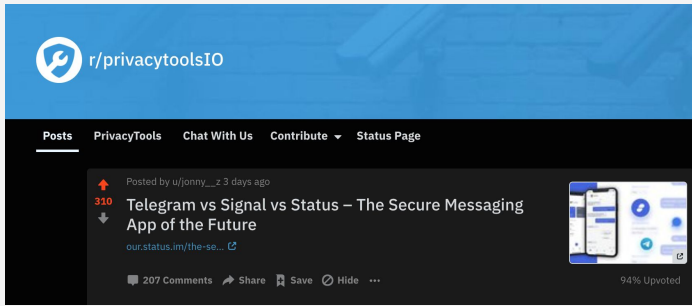 r/privacytoolsIO
Posts PrivacyTools Chat With Us Contribute Status Page
Posted by u/jonny__z 3 days ago
310
Telegram vs Signal vs Status – The Secure Messaging
App of the Future
our.status.im/the-se...
207 Comments Share Save Hide ...
94% Upvoted